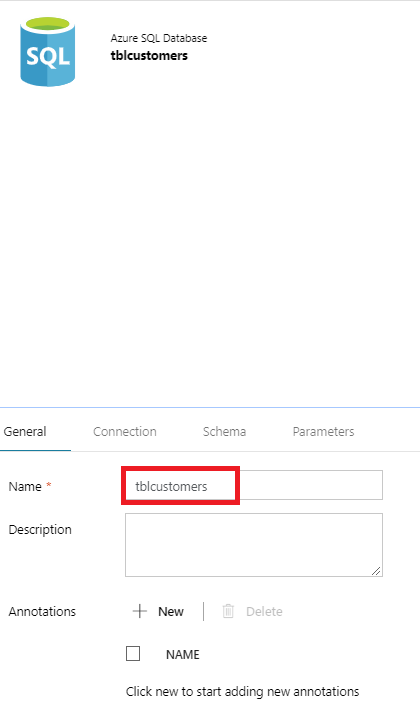 SQL
Azure SQL Database
tblcustomers
General Connection Schema Parameters
Name * tblcustomers
Description
Annotations New Delete
NAME
Click new to start adding new annotations